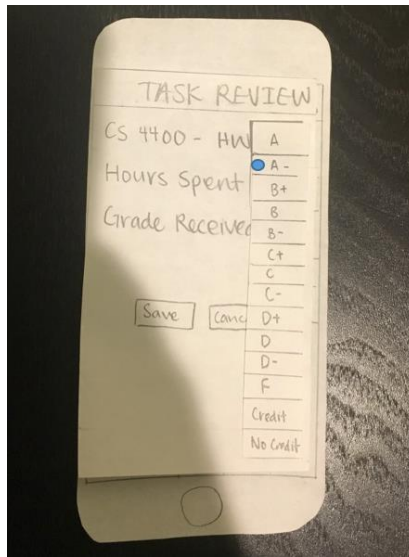 TASK REVIEW
CS 4400 - HW
Hours Spent
Grade Received
Save
Canc
A
A-
B+
B
B-
C+
C
C-
D+
D
D-
F
Credit
No Credit